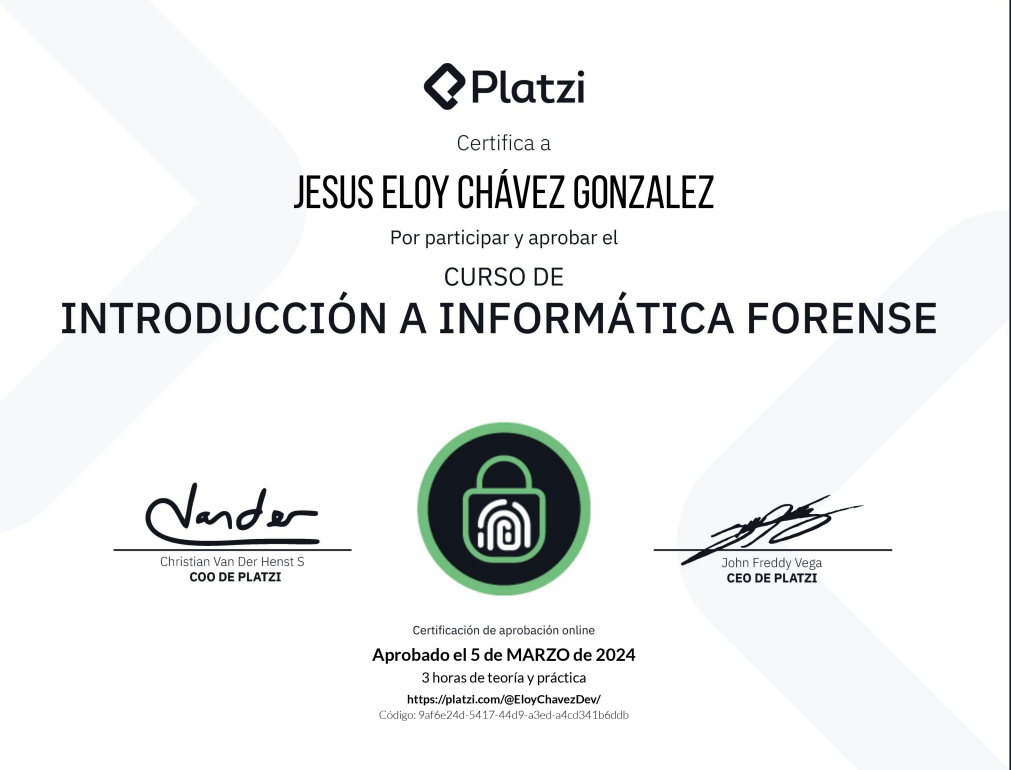 Platzi
Certifica a
JESUS ELOY CHÁVEZ GONZALEZ
Por participar y aprobar el
CURSO DE
INTRODUCCIÓN A INFORMÁTICA FORENSE
Vander
Christian Van Der Henst S
COO DE PLATZI
John Freddy Vega
CEO DE PLATZI
Certificación de aprobación online
Aprobado el 5 de MARZO de 2024
3 horas de teoría y práctica
https://platzi.com/@EloyChavezDev/
Código: 9af6e24d-5417-44d9-a3ed-a4cd341b6ddb